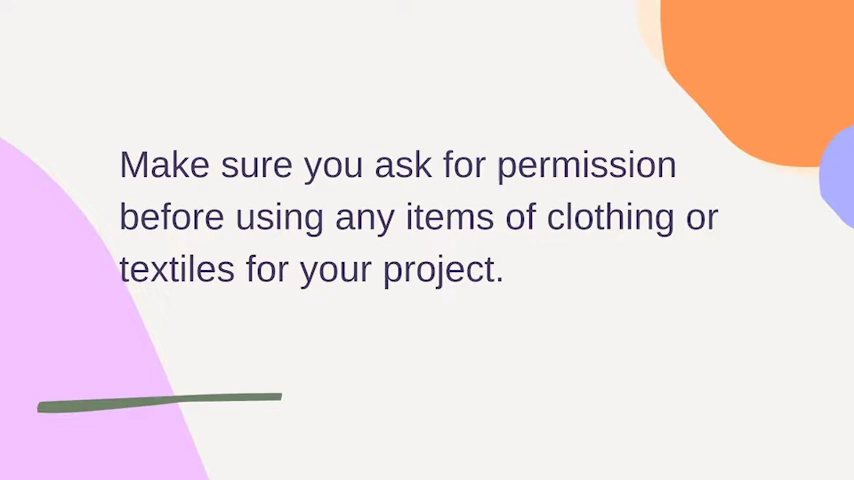 Make sure you ask for permission
before using any items of clothing or
textiles for your project.